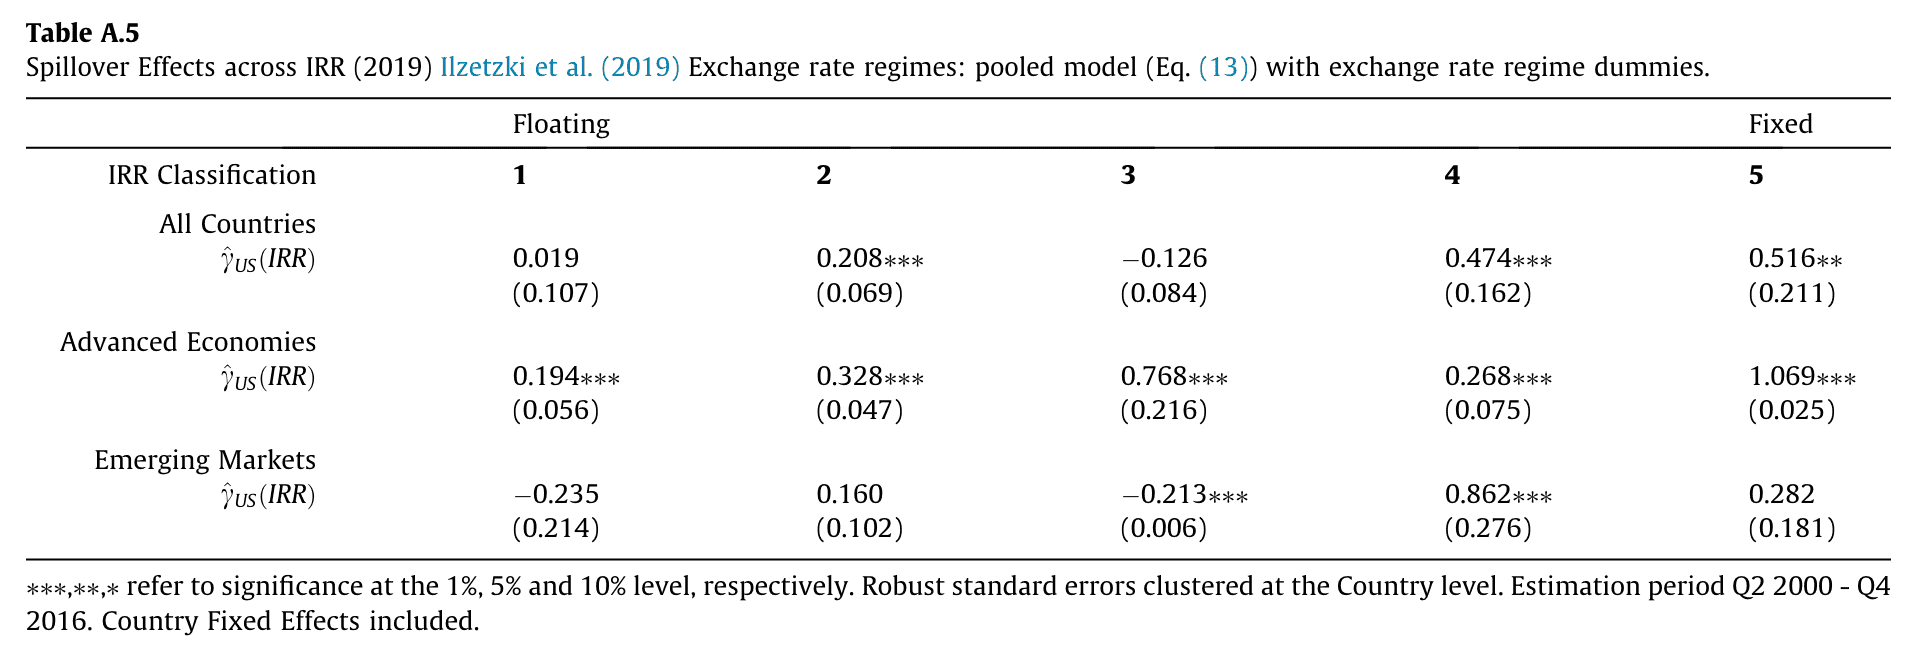 Table A.5
Spillover Effects across IRR (2019) Ilzetzki et al. (2019) Exchange rate regimes: pooled model (Eq. (13)) with exchange rate regime dummies.
Floating Fixed
IRR Classification 1 2 3 4 5
All Countries
γ̂US(IRR) 0.019 0.208∗∗∗ −0.126 0.474∗∗∗ 0.516∗∗
(0.107) (0.069) (0.084) (0.162) (0.211)
Advanced Economies
γ̂US(IRR) 0.194∗∗∗ 0.328∗∗∗ 0.768∗∗∗ 0.268∗∗∗ 1.069∗∗∗
(0.056) (0.047) (0.216) (0.075) (0.025)
Emerging Markets
γ̂US(IRR) −0.235 0.160 −0.213∗∗∗ 0.862∗∗∗ 0.282
(0.214) (0.102) (0.006) (0.276) (0.181)
∗∗∗,∗∗,∗ refer to significance at the 1%, 5% and 10% level, respectively. Robust standard errors clustered at the Country level. Estimation period Q2 2000 - Q4
2016. Country Fixed Effects included.